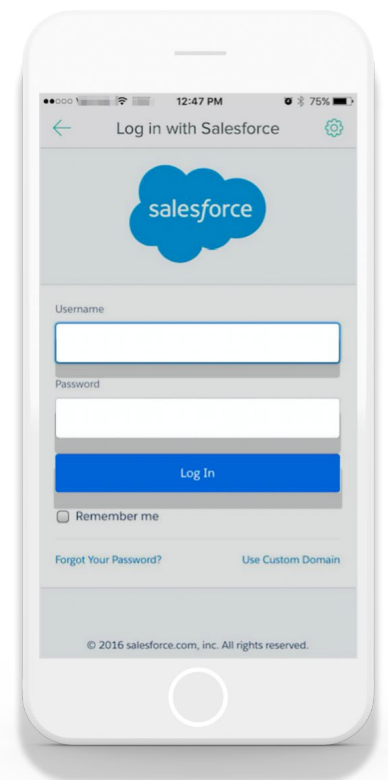 12:47 PM 75%
Log in with Salesforce
salesforce
Username
Password
Log In
Remember me
Forgot Your Password? Use Custom Domain
© 2016 salesforce.com, inc. All rights reserved.